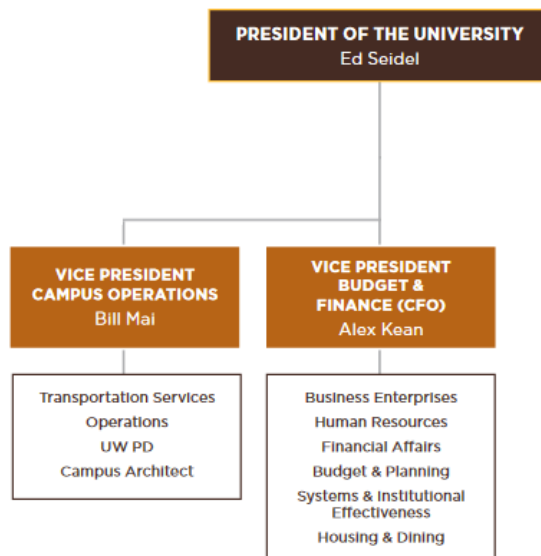 PRESIDENT OF THE UNIVERSITY
Ed Seidel
VICE PRESIDENT
CAMPUS OPERATIONS
Bill Mai
Transportation Services
Operations
UW PD
Campus Architect
VICE PRESIDENT
BUDGET &
FINANCE (CFO)
Alex Kean
Business Enterprises
Human Resources
Financial Affairs
Budget & Planning
Systems & Institutional
Effectiveness
Housing & Dining